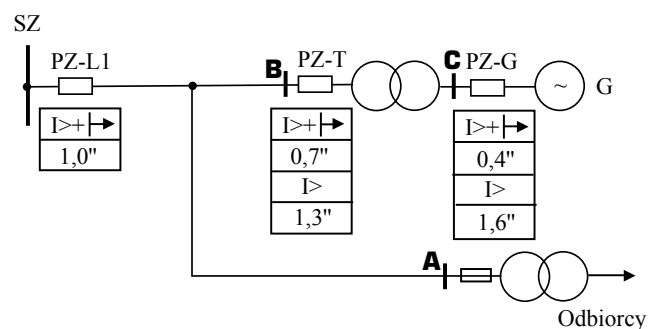 SZ
PZ-L1
B PZ-T
C PZ-G
~ G
I>+
1,0"
I>+
0,7"
I>
1,3"
I>+
0,4"
I>
1,6"
A
Odbiorcy